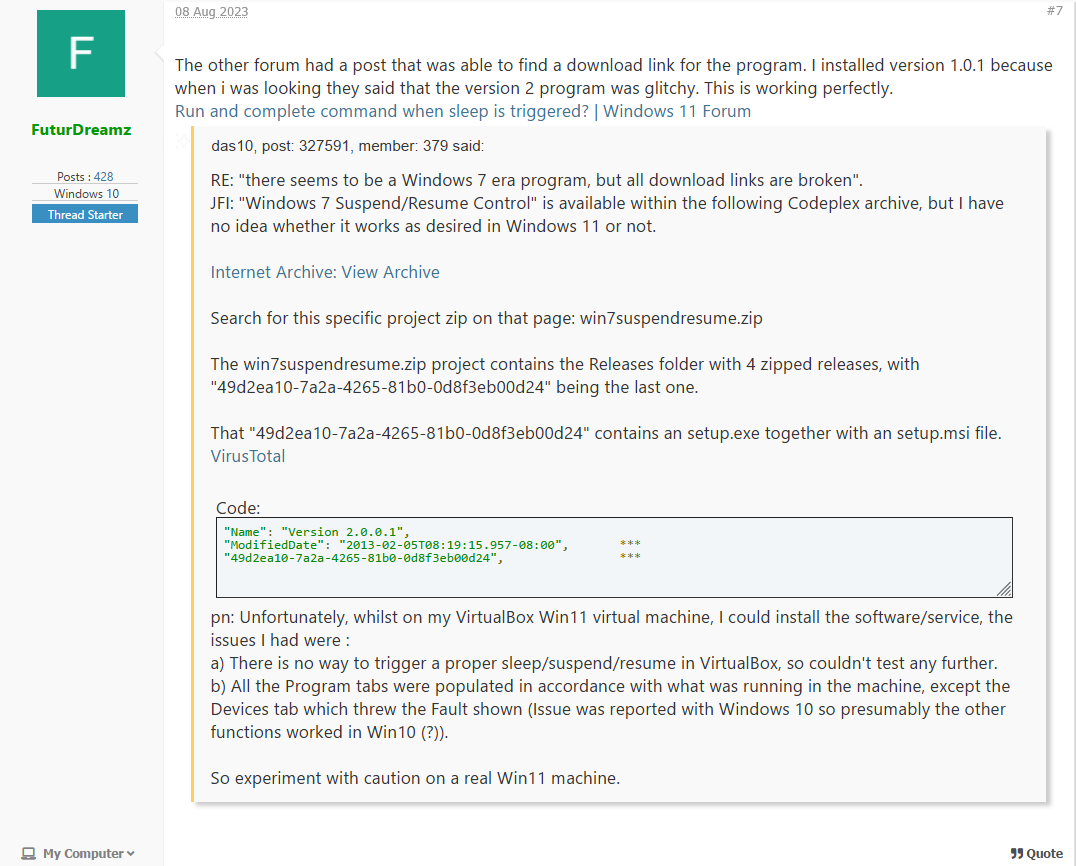 08 Aug 2023
#7
F
FuturDreamz
Posts : 428
Windows 10
Thread Starter
The other forum had a post that was able to find a download link for the program. I installed version 1.0.1 because
when i was looking they said that the version 2 program was glitchy. This is working perfectly.
Run and complete command when sleep is triggered? | Windows 11 Forum
das10, post: 327591, member: 379 said:
RE: "there seems to be a Windows 7 era program, but all download links are broken".
JFI: "Windows 7 Suspend/Resume Control" is available within the following Codeplex archive, but I have
no idea whether it works as desired in Windows 11 or not.
Internet Archive: View Archive
Search for this specific project zip on that page: win7suspendresume.zip
The win7suspendresume.zip project contains the Releases folder with 4 zipped releases, with
"49d2ea10-7a2a-4265-81b0-0d8f3eb00d24" being the last one.
That "49d2ea10-7a2a-4265-81b0-0d8f3eb00d24" contains an setup.exe together with an setup.msi file.
VirusTotal
Code:
"Name": "Version 2.0.0.1",
"ModifiedDate": "2013-02-05T08:19:15.957-08:00", ***
"49d2ea10-7a2a-4265-81b0-0d8f3eb00d24", ***
pn: Unfortunately, whilst on my VirtualBox Win11 virtual machine, I could install the software/service, the
issues I had were :
a) There is no way to trigger a proper sleep/suspend/resume in VirtualBox, so couldn't test any further.
b) All the Program tabs were populated in accordance with what was running in the machine, except the
Devices tab which threw the Fault shown (Issue was reported with Windows 10 so presumably the other
functions worked in Win10 (?)).
So experiment with caution on a real Win11 machine.
My Computer
Quote